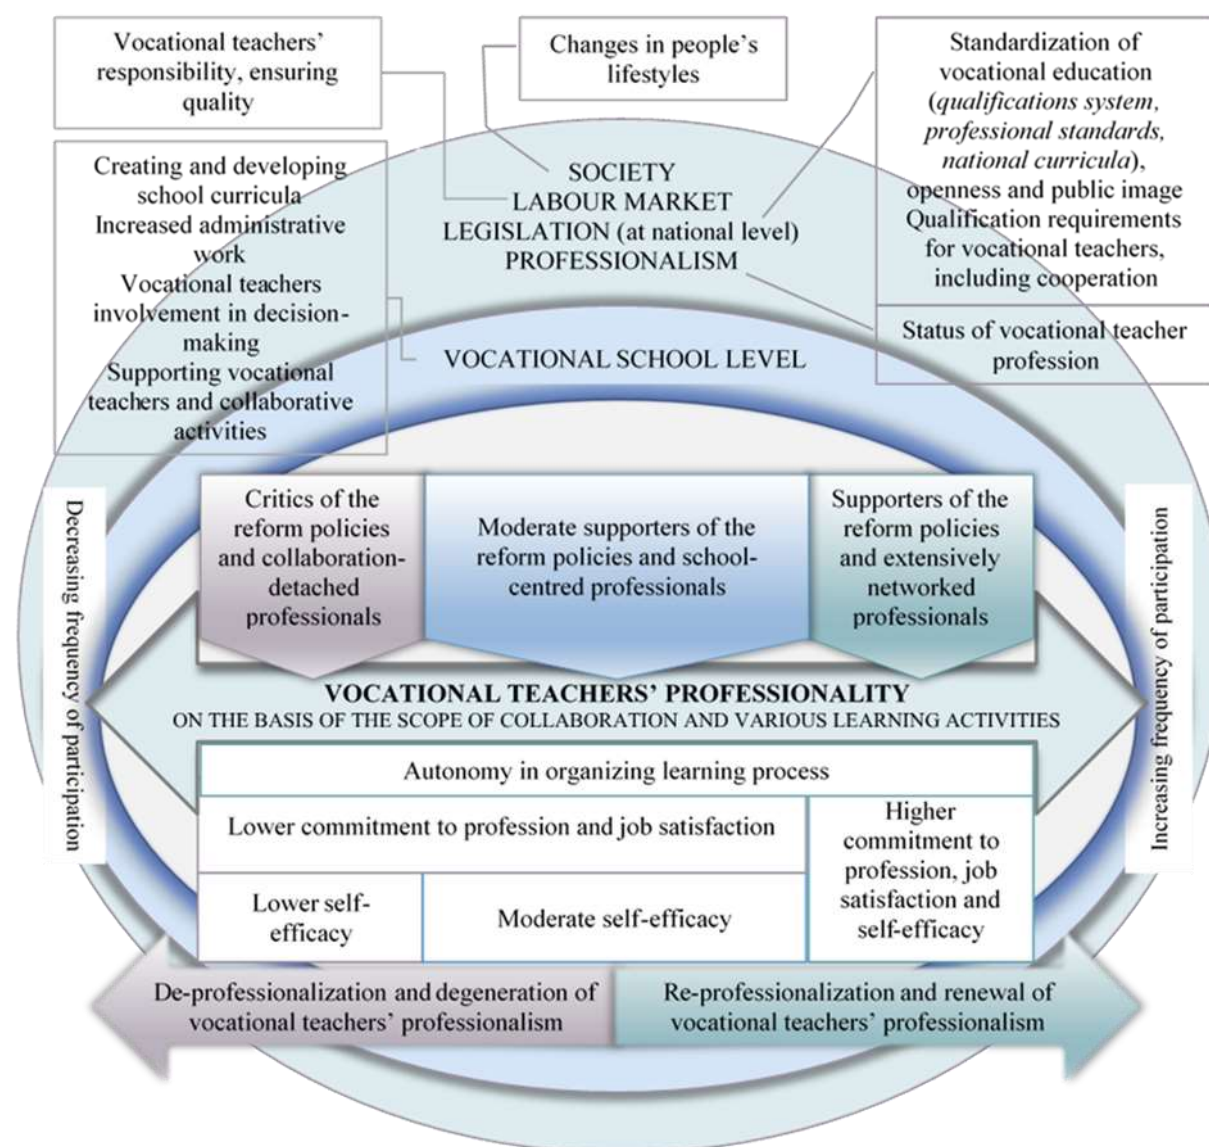 Vocational teachers’
responsibility, ensuring
quality
Changes in people’s
lifestyles
Standardization of
vocational education
(qualifications system,
professional standards,
national curricula),
openness and public image
Qualification requirements
for vocational teachers,
including cooperation
Creating and developing
school curricula
Increased administrative
work
Vocational teachers
involvement in decision-
making
Supporting vocational
teachers and collaborative
activities
SOCIETY
LABOUR MARKET
LEGISLATION (at national level)
PROFESSIONALISM
Status of vocational teacher
profession
VOCATIONAL SCHOOL LEVEL
Decreasing frequency of participation
Critics of the
reform policies
and collaboration-
detached
professionals
Moderate supporters of the
reform policies and school-
centred professionals
Supporters of the
reform policies
and extensively
networked
professionals
Increasing frequency of participation
VOCATIONAL TEACHERS’ PROFESSIONALITY
ON THE BASIS OF THE SCOPE OF COLLABORATION AND VARIOUS LEARNING ACTIVITIES
Autonomy in organizing learning process
Lower commitment to profession and job satisfaction
Higher
commitment to
profession, job
satisfaction and
self-efficacy
Lower self-
efficacy
Moderate self-efficacy
De-professionalization and degeneration of
vocational teachers’ professionalism
Re-professionalization and renewal of
vocational teachers’ professionalism